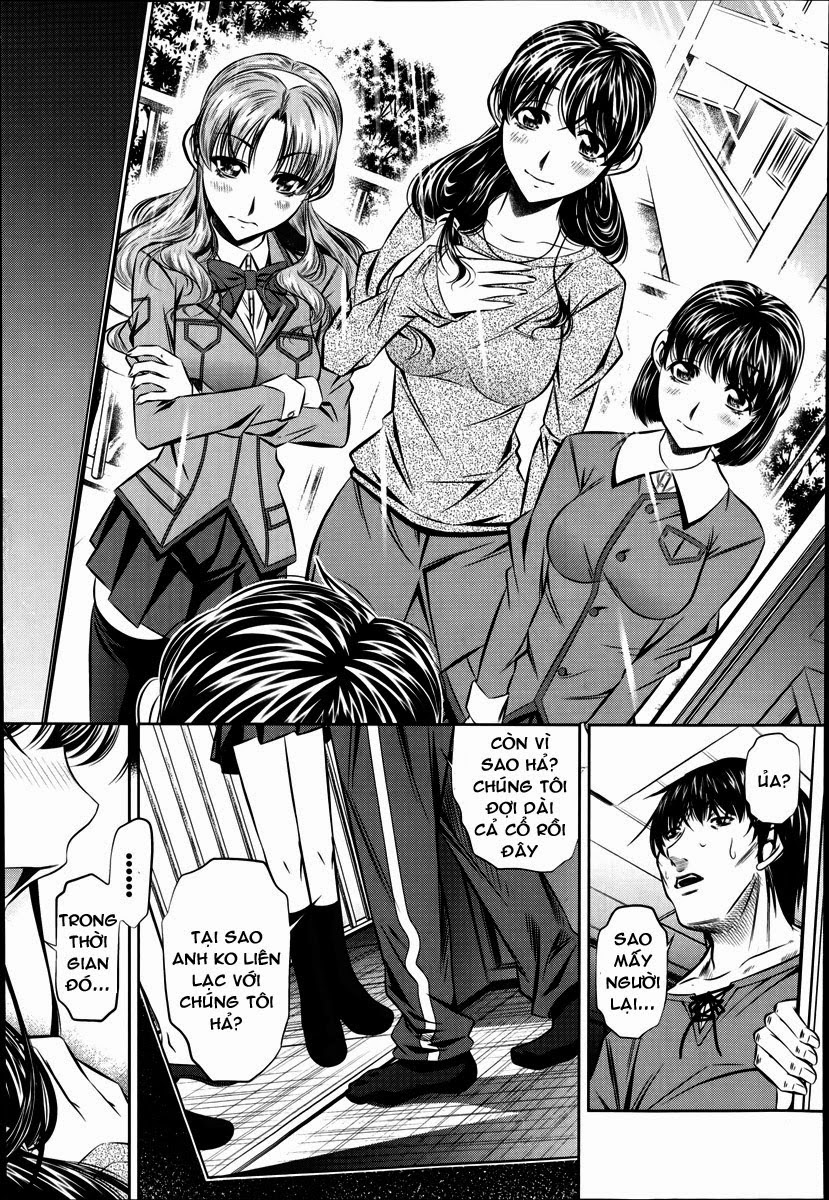 ỦA?
SAO
MẤY
NGƯỜI
LẠI...
CÒN VÌ
SAO HẢ?
CHÚNG TÔI
ĐỢI DÀI
CẢ CỔ RỒI
ĐÂY
TẠI SAO
ANH KO LIÊN
LẠC VỚI
CHÚNG TÔI
HẢ?
......
TRONG
THỜI
GIAN
ĐÓ...